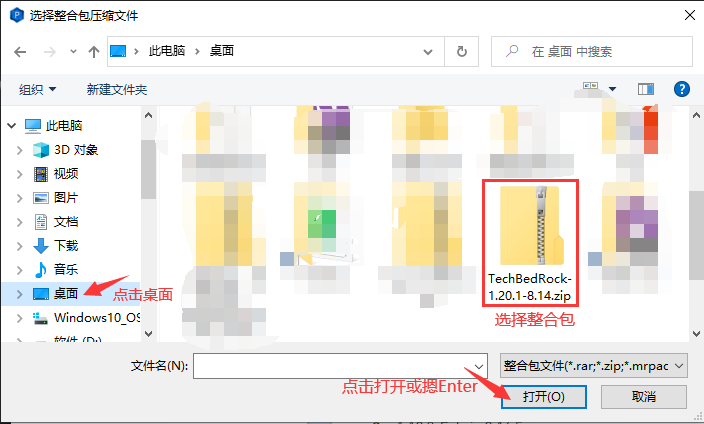 选择整合包压缩文件
此电脑 桌面
在 桌面 中搜索
组织 新建文件夹
此电脑
3D 对象
视频
图片
文档
下载
音乐
桌面
点击桌面
Windows10_OS
软件 (D:)
TechBedRock-
1.20.1-8.14.zip
选择整合包
文件名(N):
整合包文件(*.rar;*.zip;*.mrpac
点击打开或摁Enter
打开(O) 取消